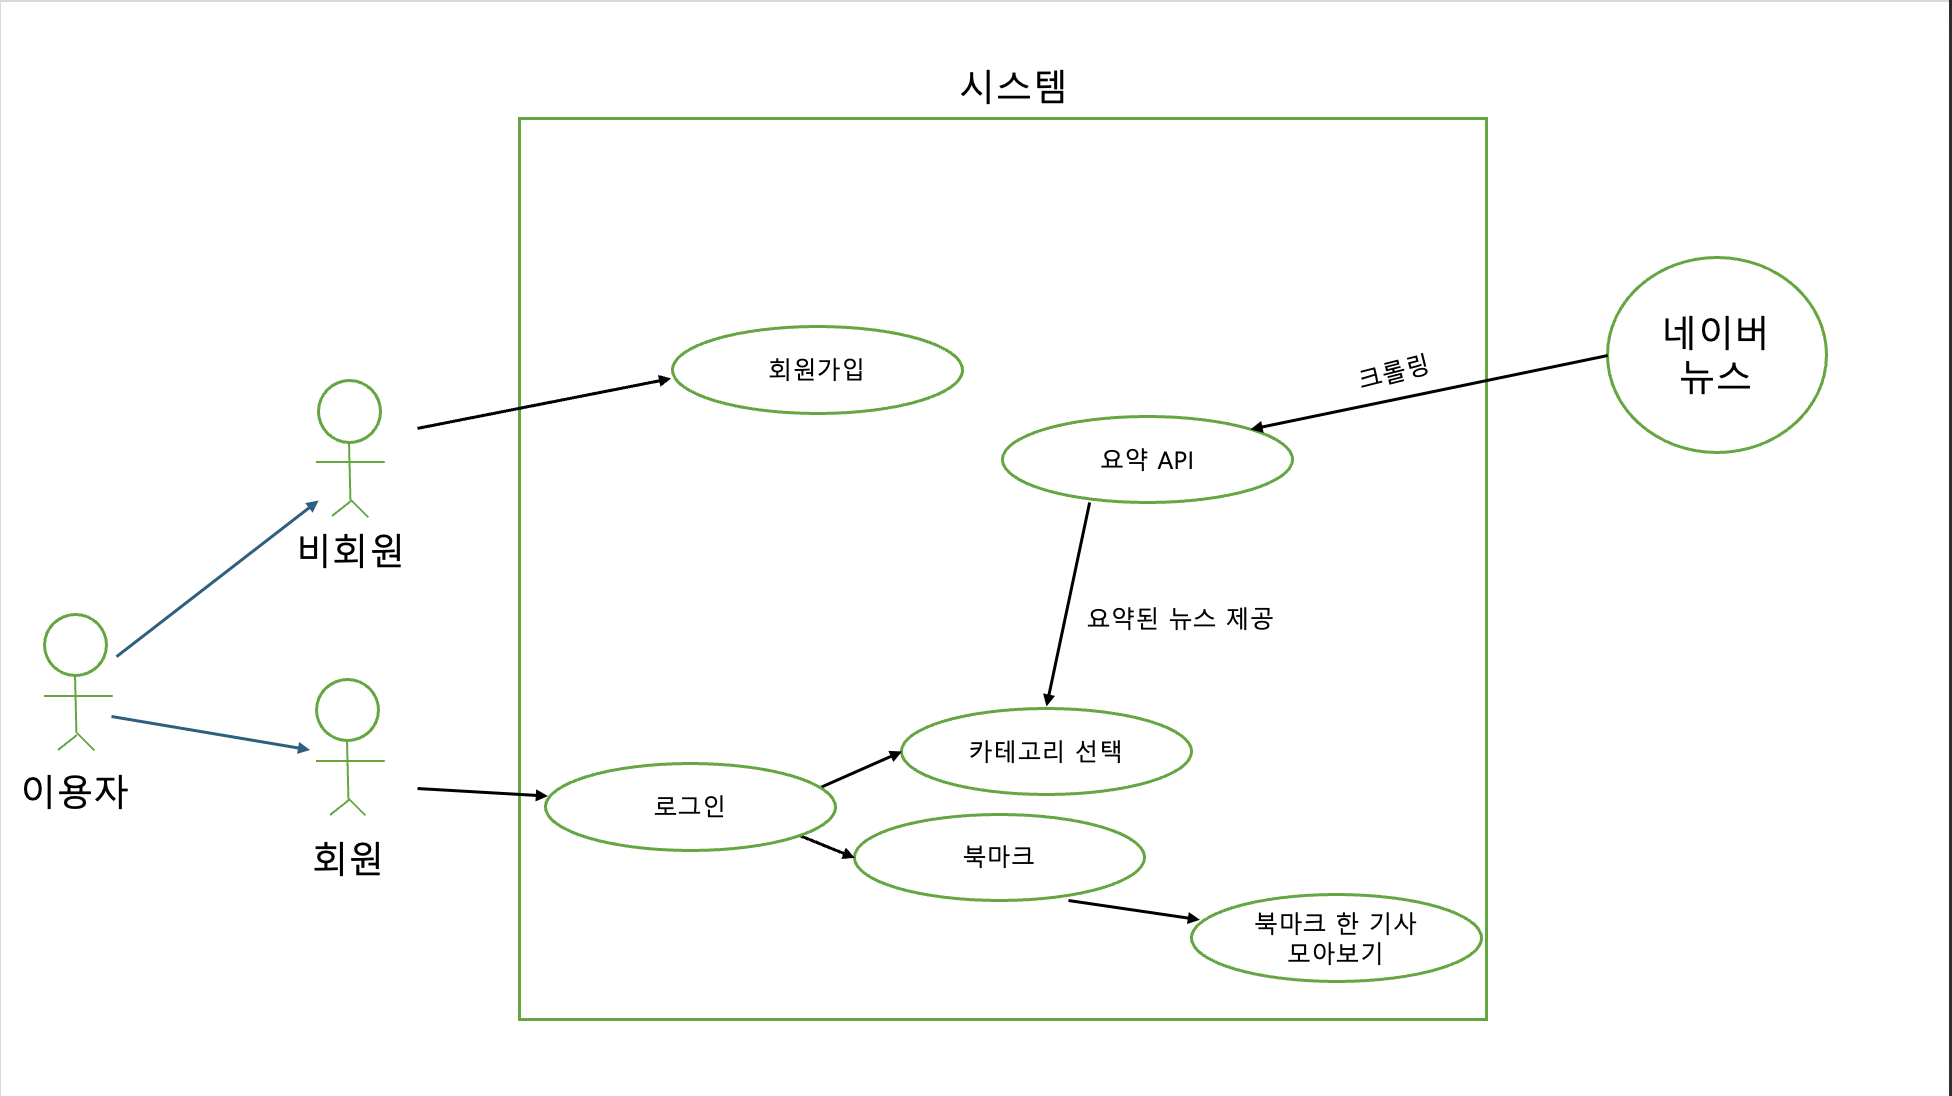 시스템
네이버
뉴스
크롤링
회원가입
요약 API
비회원
요약된 뉴스 제공
카테고리 선택
이용자
로그인
북마크
회원
북마크 한 기사
모아보기